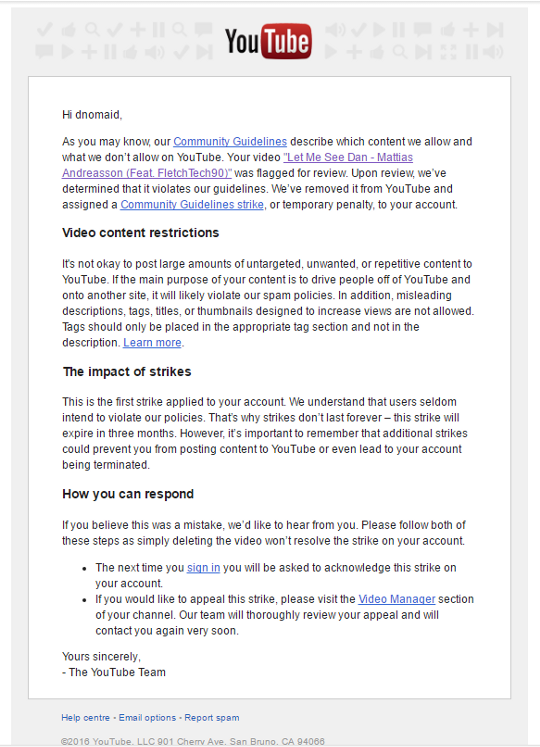 You Tube
Hi dnomaid,
As you may know, our Community Guidelines describe which content we allow and
what we don't allow on YouTube. Your video "Let Me See Dan - Mattias
Andreasson (Feat. FletchTech90)" was flagged for review. Upon review, we've
determined that it violates our guidelines. We've removed it from YouTube and
assigned a Community Guidelines strike, or temporary penalty, to your account.
Video content restrictions
It's not okay to post large amounts of untargeted, unwanted, or repetitive content to
YouTube. If the main purpose of your content is to drive people off of YouTube and
onto another site, it will likely violate our spam policies. In addition, misleading
descriptions, tags, titles, or thumbnails designed to increase views are not allowed.
Tags should only be placed in the appropriate tag section and not in the
description. Learn more.
The impact of strikes
This is the first strike applied to your account. We understand that users seldom
intend to violate our policies. That's why strikes don't last forever – this strike will
expire in three months. However, it's important to remember that additional strikes
could prevent you from posting content to YouTube or even lead to your account
being terminated.
How you can respond
If you believe this was a mistake, we'd like to hear from you. Please follow both of
these steps as simply deleting the video won't resolve the strike on your account.
• The next time you sign in you will be asked to acknowledge this strike on
your account.
• If you would like to appeal this strike, please visit the Video Manager section
of your channel. Our team will thoroughly review your appeal and will
contact you again very soon.
Yours sincerely,
- The YouTube Team
Help centre - Email options - Report spam
©2016 YouTube, LLC 901 Cherry Ave, San Bruno, CA 94066